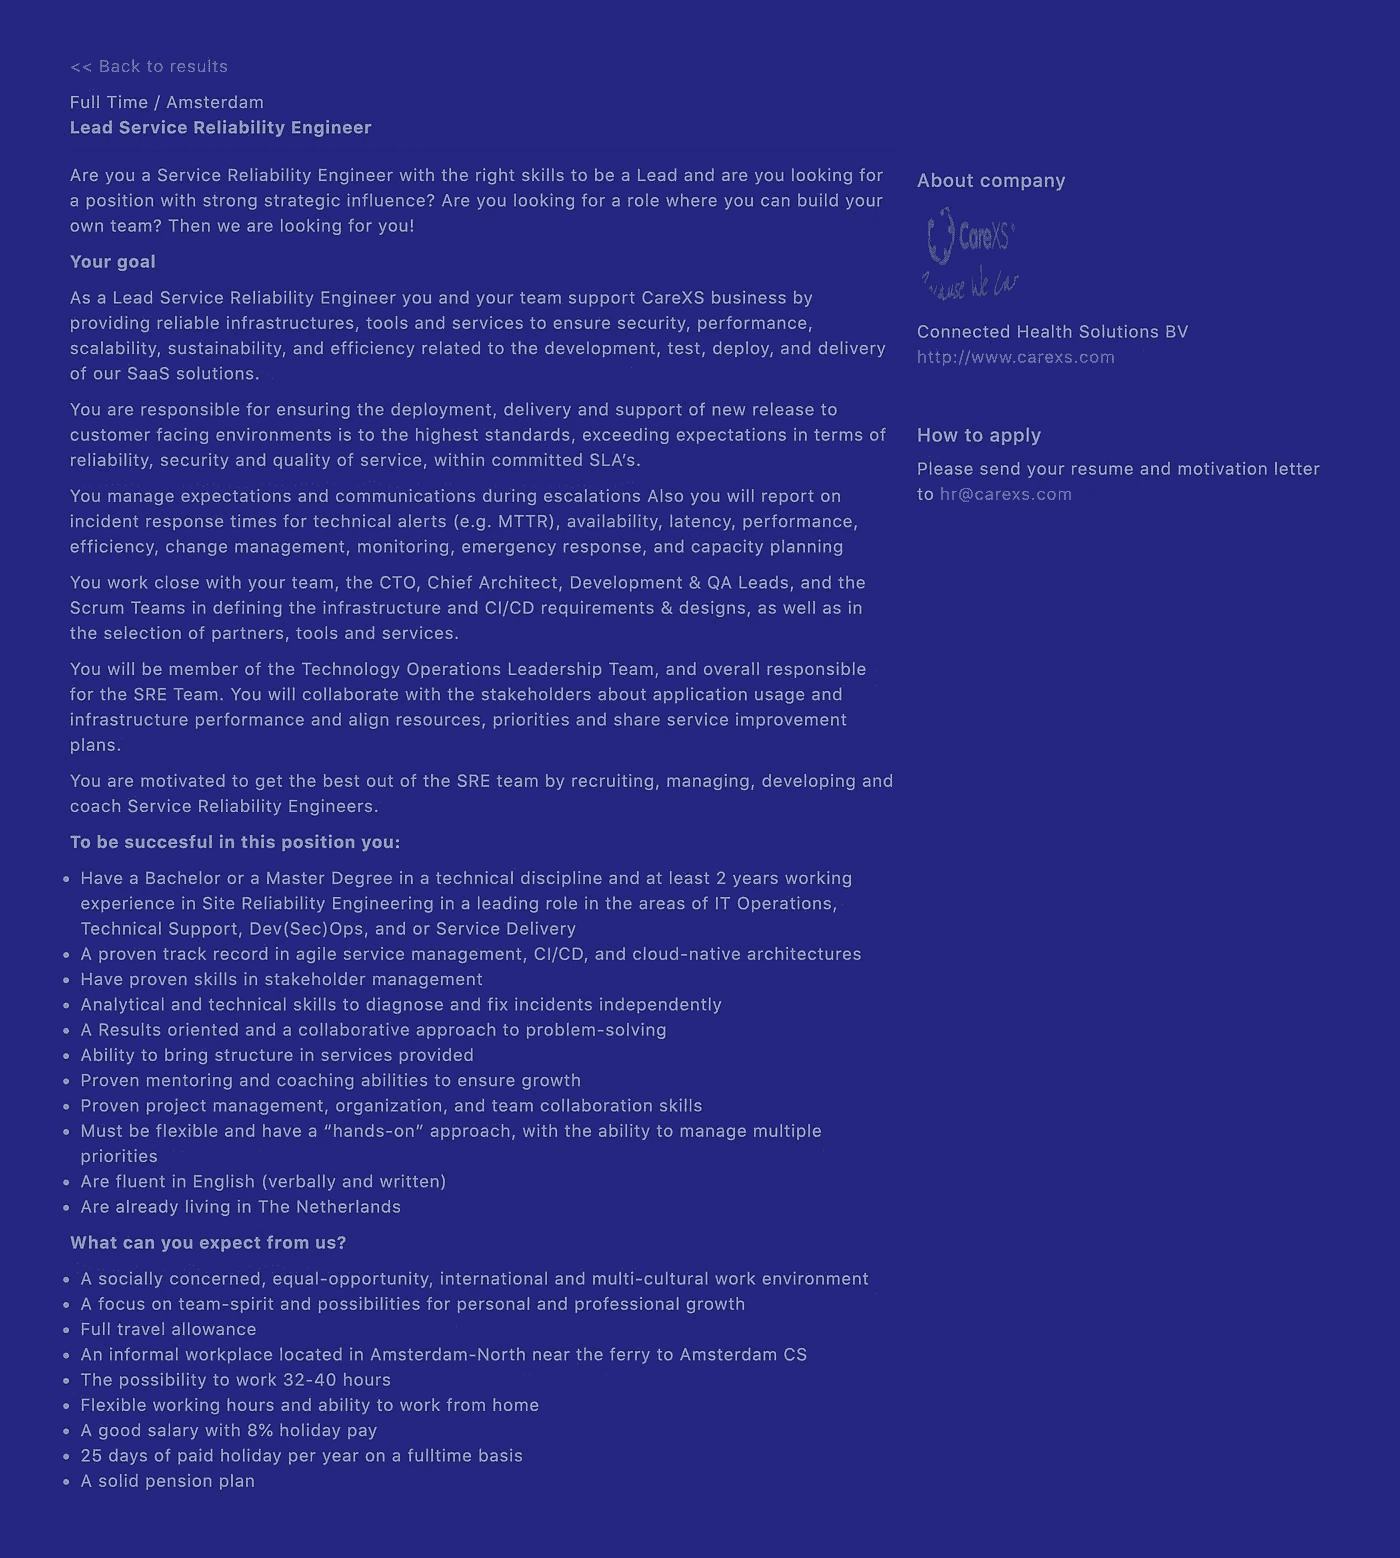 << Back to results
Full Time / Amsterdam
Lead Service Reliability Engineer
Are you a Service Reliability Engineer with the right skills to be a Lead and are you looking for
a position with strong strategic influence? Are you looking for a role where you can build your
own team? Then we are looking for you!
Your goal
As a Lead Service Reliability Engineer you and your team support CareXS business by
providing reliable infrastructures, tools and services to ensure security, performance,
scalability, sustainability, and efficiency related to the development, test, deploy, and delivery
of our SaaS solutions.
You are responsible for ensuring the deployment, delivery and support of new release to
customer facing environments is to the highest standards, exceeding expectations in terms of
reliability, security and quality of service, within committed SLA’s.
You manage expectations and communications during escalations Also you will report on
incident response times for technical alerts (e.g. MTTR), availability, latency, performance,
efficiency, change management, monitoring, emergency response, and capacity planning
You work close with your team, the CTO, Chief Architect, Development & QA Leads, and the
Scrum Teams in defining the infrastructure and CI/CD requirements & designs, as well as in
the selection of partners, tools and services.
You will be member of the Technology Operations Leadership Team, and overall responsible
for the SRE Team. You will collaborate with the stakeholders about application usage and
infrastructure performance and align resources, priorities and share service improvement
plans.
You are motivated to get the best out of the SRE team by recruiting, managing, developing and
coach Service Reliability Engineers.
To be succesful in this position you:
• Have a Bachelor or a Master Degree in a technical discipline and at least 2 years working
experience in Site Reliability Engineering in a leading role in the areas of IT Operations,
Technical Support, Dev(Sec)Ops, and or Service Delivery
• A proven track record in agile service management, CI/CD, and cloud-native architectures
• Have proven skills in stakeholder management
• Analytical and technical skills to diagnose and fix incidents independently
• A Results oriented and a collaborative approach to problem-solving
• Ability to bring structure in services provided
• Proven mentoring and coaching abilities to ensure growth
• Proven project management, organization, and team collaboration skills
• Must be flexible and have a “hands-on” approach, with the ability to manage multiple
priorities
• Are fluent in English (verbally and written)
• Are already living in The Netherlands
What can you expect from us?
• A socially concerned, equal-opportunity, international and multi-cultural work environment
• A focus on team-spirit and possibilities for personal and professional growth
• Full travel allowance
• An informal workplace located in Amsterdam-North near the ferry to Amsterdam CS
• The possibility to work 32-40 hours
• Flexible working hours and ability to work from home
• A good salary with 8% holiday pay
• 25 days of paid holiday per year on a fulltime basis
• A solid pension plan
About company
CareXS
We
Connected Health Solutions BV
http://www.carexs.com
How to apply
Please send your resume and motivation letter
to hr@carexs.com